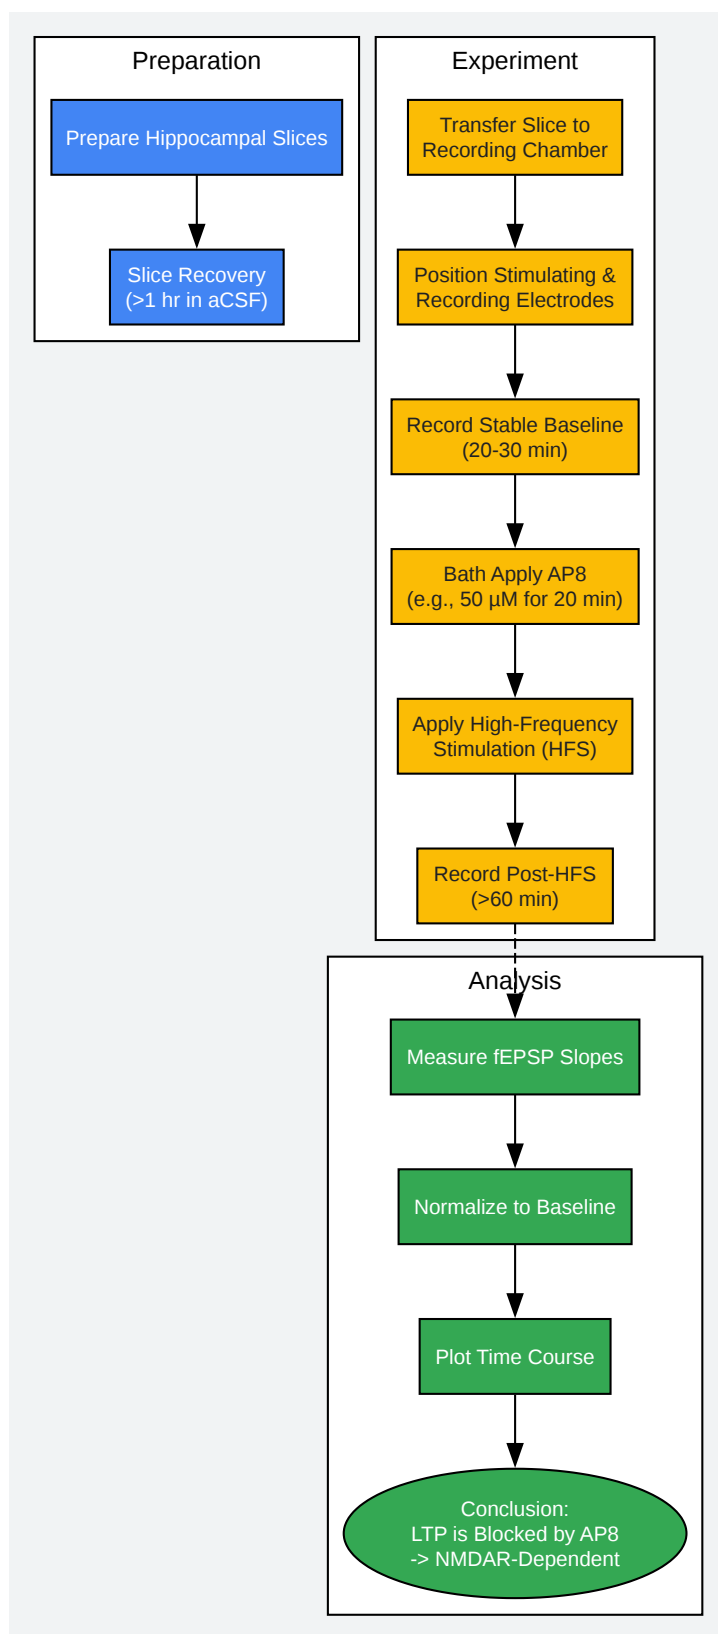 Preparation
Prepare Hippocampal Slices
Slice Recovery
(>1 hr in aCSF)
Experiment
Transfer Slice to
Recording Chamber
Position Stimulating &
Recording Electrodes
Record Stable Baseline
(20-30 min)
Bath Apply AP8
(e.g., 50 µM for 20 min)
Apply High-Frequency
Stimulation (HFS)
Record Post-HFS
(>60 min)
Analysis
Measure fEPSP Slopes
Normalize to Baseline
Plot Time Course
Conclusion:
LTP is Blocked by AP8
-> NMDAR-Dependent